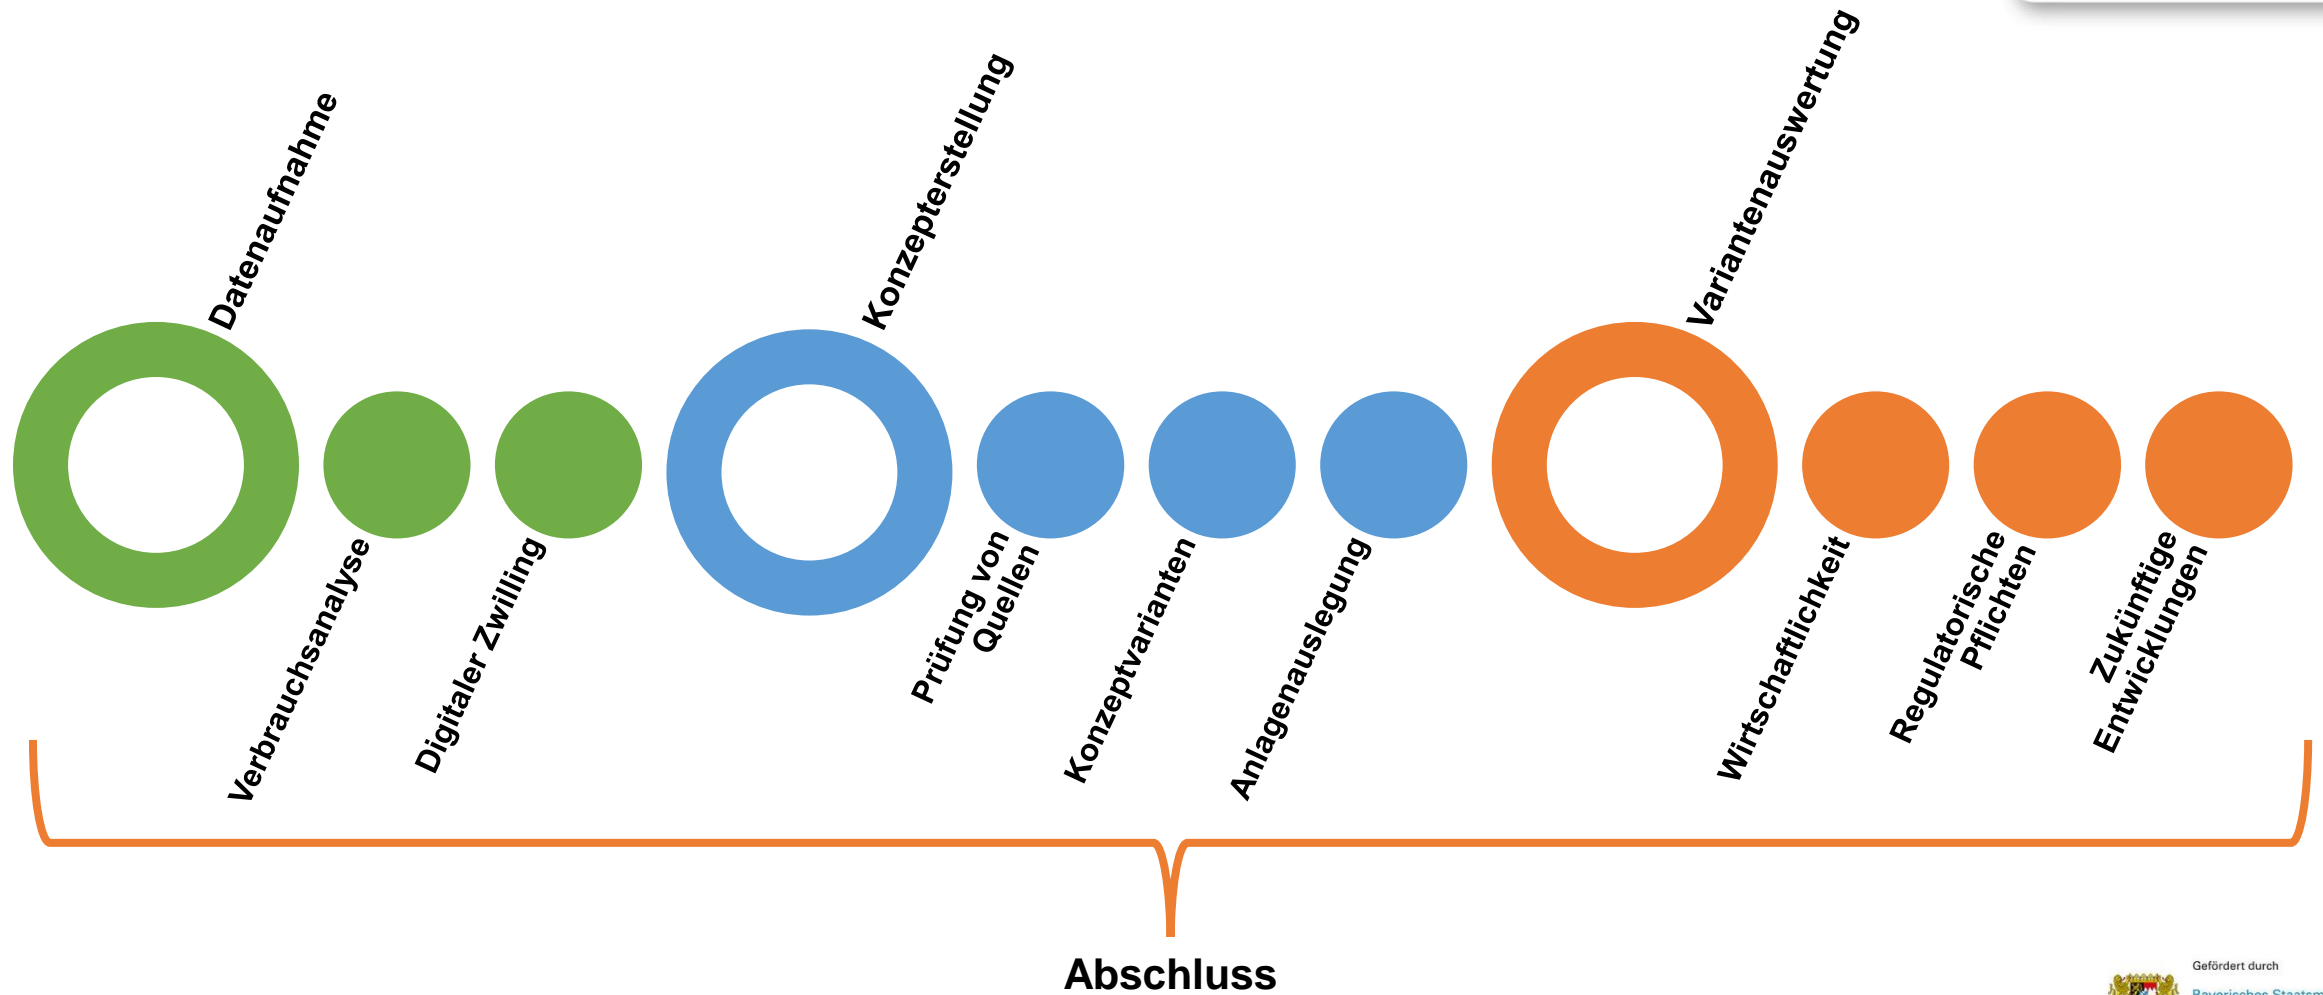 Datenaufnahme
Konzepterstellung
Variantenauswertung
Verbrauchsanalyse
Digitaler Zwilling
Prüfung von
Quellen
Konzeptvarianten
Anlagenauslegung
Wirtschaftlichkeit
Regulatorische
Pflichten
Zukünftige
Entwicklungen
Abschluss
Gefördert durch